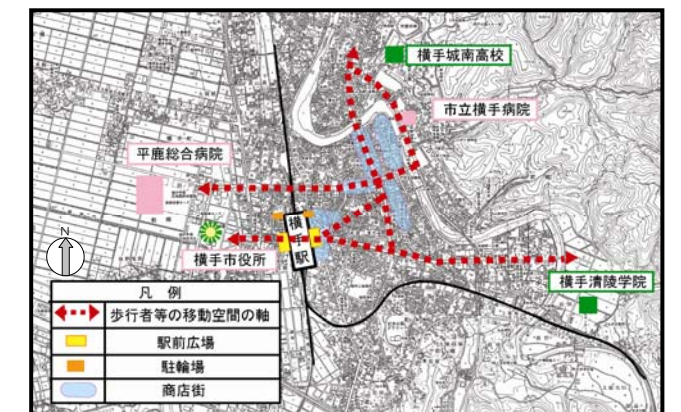 横手城南高校
市立横手病院
平鹿総合病院
N
横手駅
横手市役所
横手清陵学院
凡 例
歩行者等の移動空間の軸
駅前広場
駐輪場
商店街